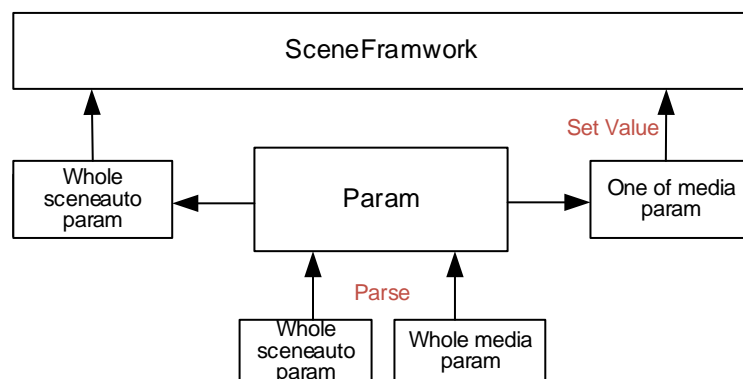 SceneFramwork
Set Value
Whole
sceneauto
param
Param
One of media
param
Parse
Whole
sceneauto
param
Whole media
param